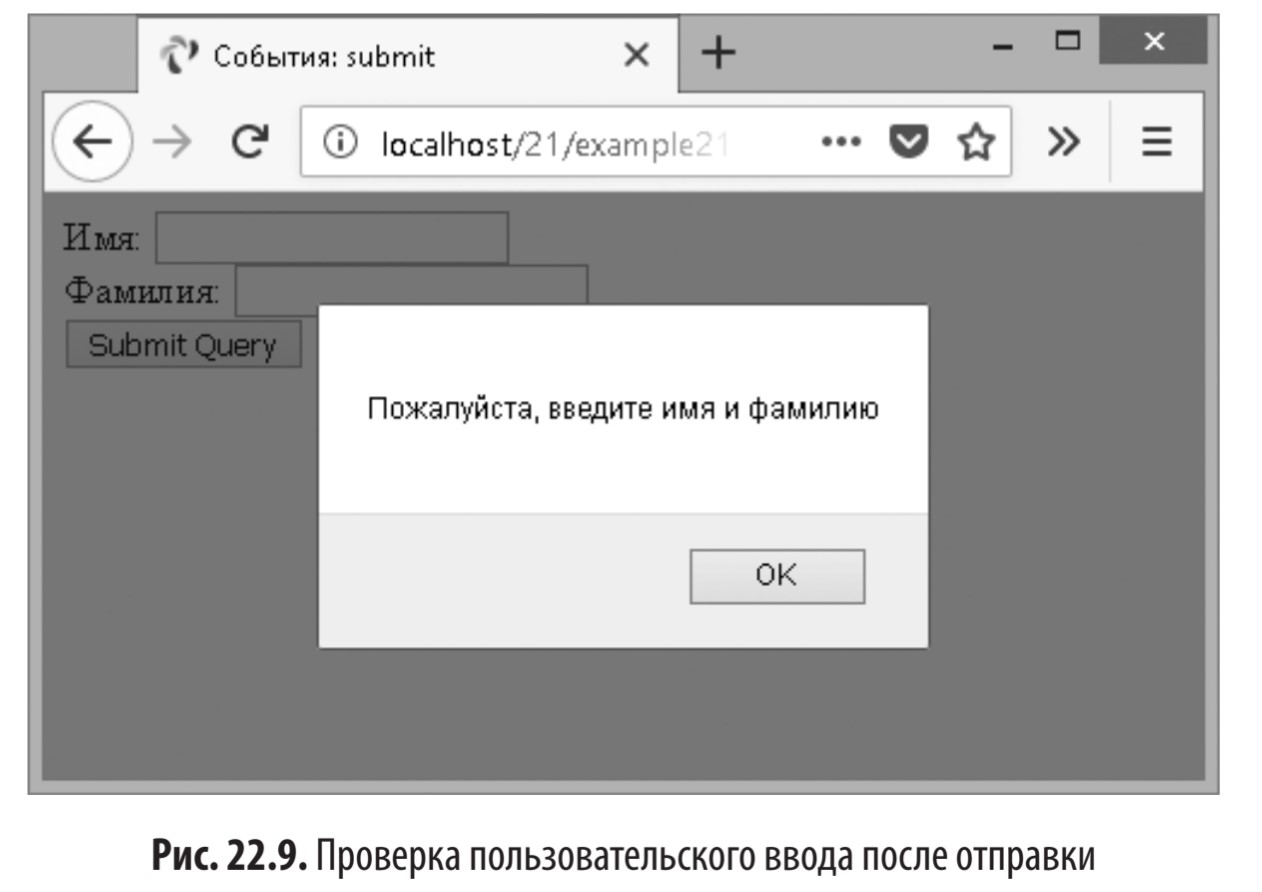 События: submit
localhost/21/example21
Имя:
Фамилия:
Submit Query
Пожалуйста, введите имя и фамилию
OK
Рис. 22.9. Проверка пользовательского ввода после отправки